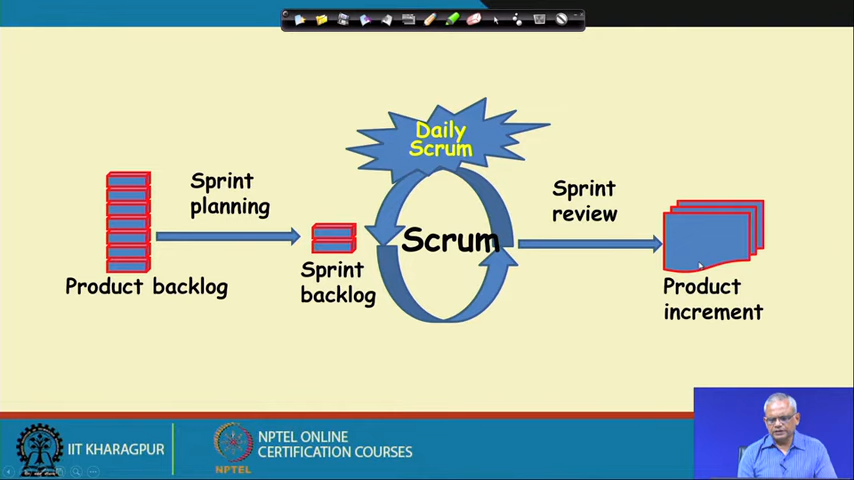 Daily
Scrum
Sprint
planning
Sprint
review
Scrum
Product backlog
Sprint
backlog
Product
increment
IIT KHARAGPUR
NPTEL
NPTEL ONLINE
CERTIFICATION COURSES